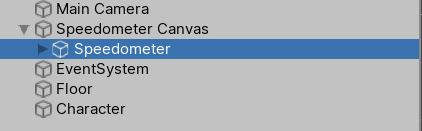 Main Camera
Speedometer Canvas
Speedometer
EventSystem
Floor
Character